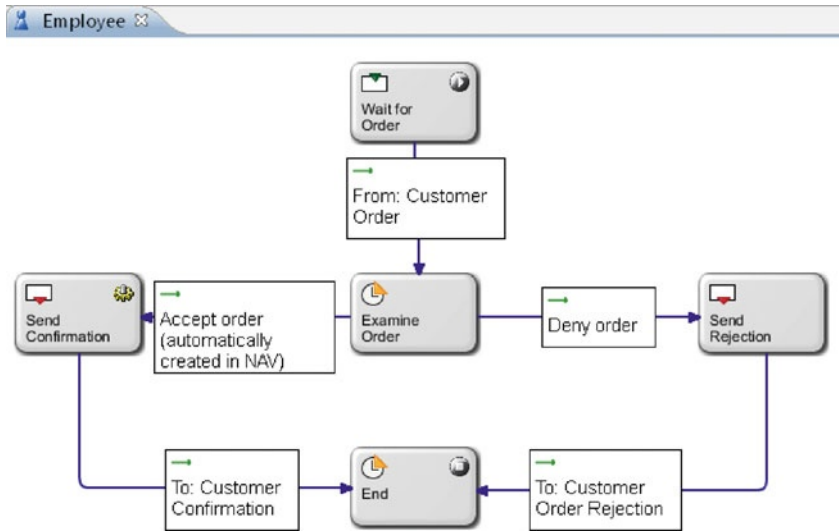 Employee
Wait for
Order
From: Customer
Order
Send
Confirmation
Accept order
(automatically
created in NAV)
Examine
Order
Deny order
Send
Rejection
To: Customer
Confirmation
End
To: Customer
Order Rejection